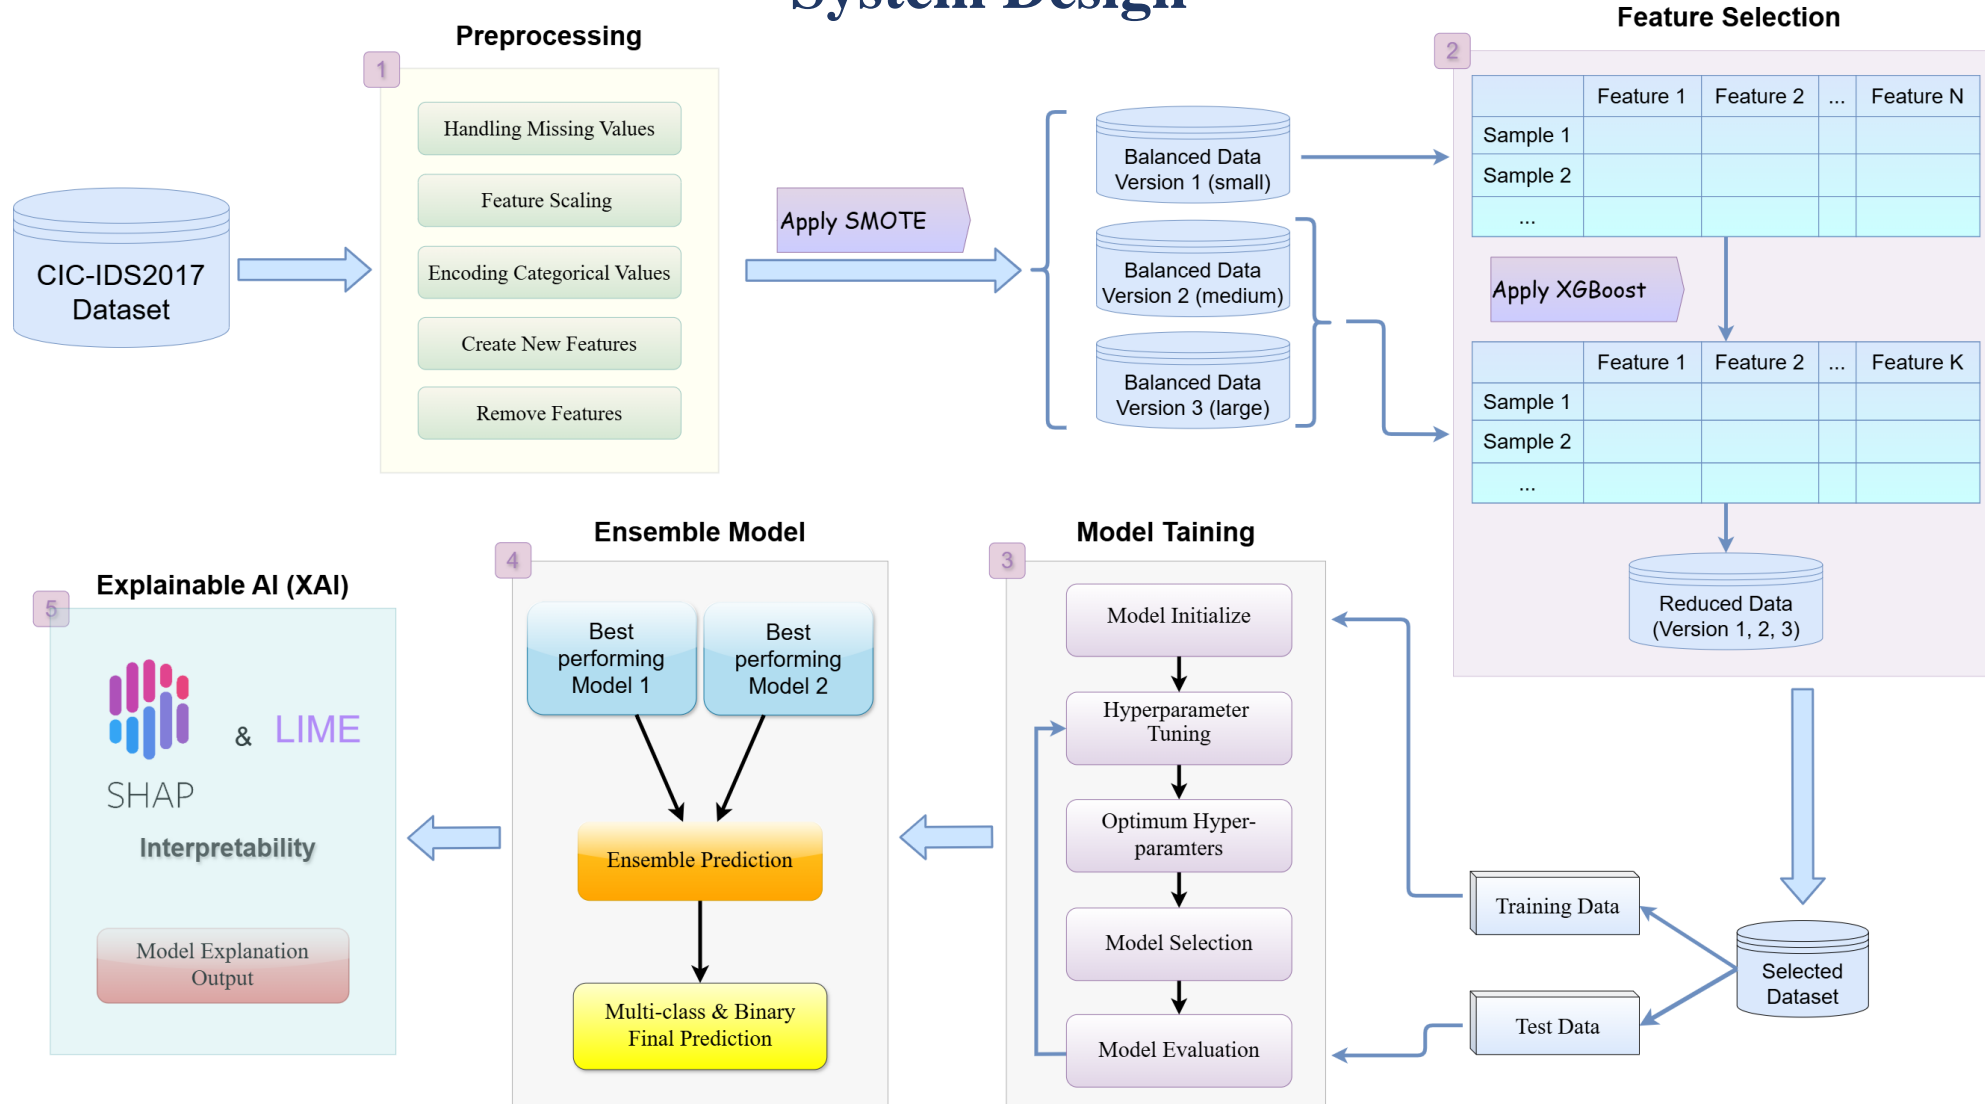 System Design
Preprocessing
1
Handling Missing Values
Feature Scaling
Encoding Categorical Values
Create New Features
Remove Features
CIC-IDS2017
Dataset
Apply SMOTE
Balanced Data
Version 1 (small)
Balanced Data
Version 2 (medium)
Balanced Data
Version 3 (large)
Feature Selection
2
Feature 1 Feature 2 ... Feature N
Sample 1
Sample 2
...
Apply XGBoost
Feature 1 Feature 2 ... Feature K
Sample 1
Sample 2
...
Reduced Data
(Version 1, 2, 3)
Selected
Dataset
Training Data
Test Data
Model Taining
3
Model Initialize
Hyperparameter
Tuning
Optimum Hyper-
paramters
Model Selection
Model Evaluation
Ensemble Model
4
Best
performing
Model 1
Best
performing
Model 2
Ensemble Prediction
Multi-class & Binary
Final Prediction
Explainable AI (XAI)
5
SHAP
& LIME
Interpretability
Model Explanation
Output